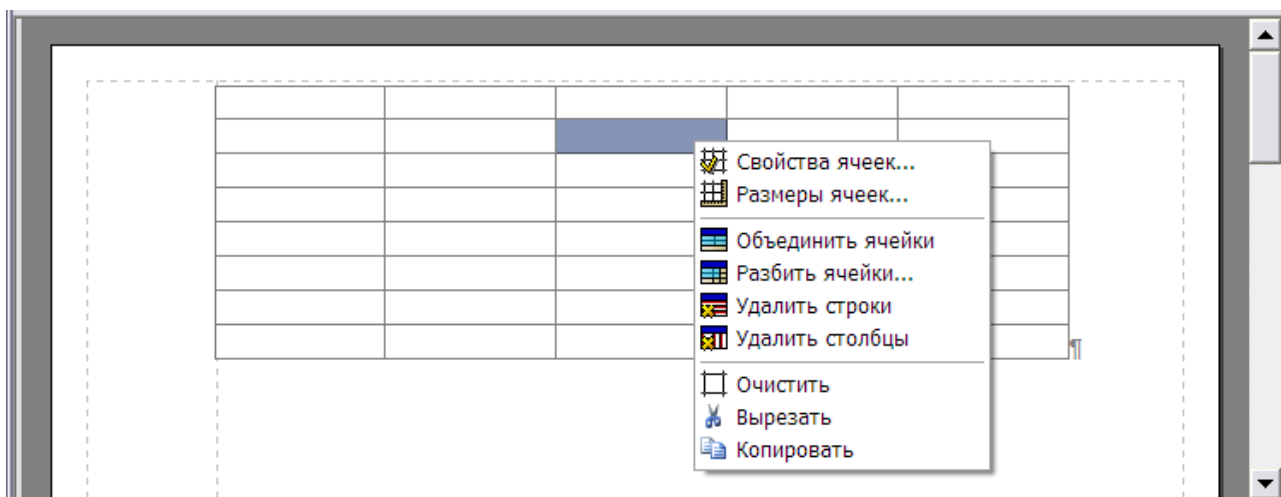 Свойства ячеек...
Размеры ячеек...
Объединить ячейки
Разбить ячейки...
Удалить строки
Удалить столбцы
Очистить
Вырезать
Копировать
¶